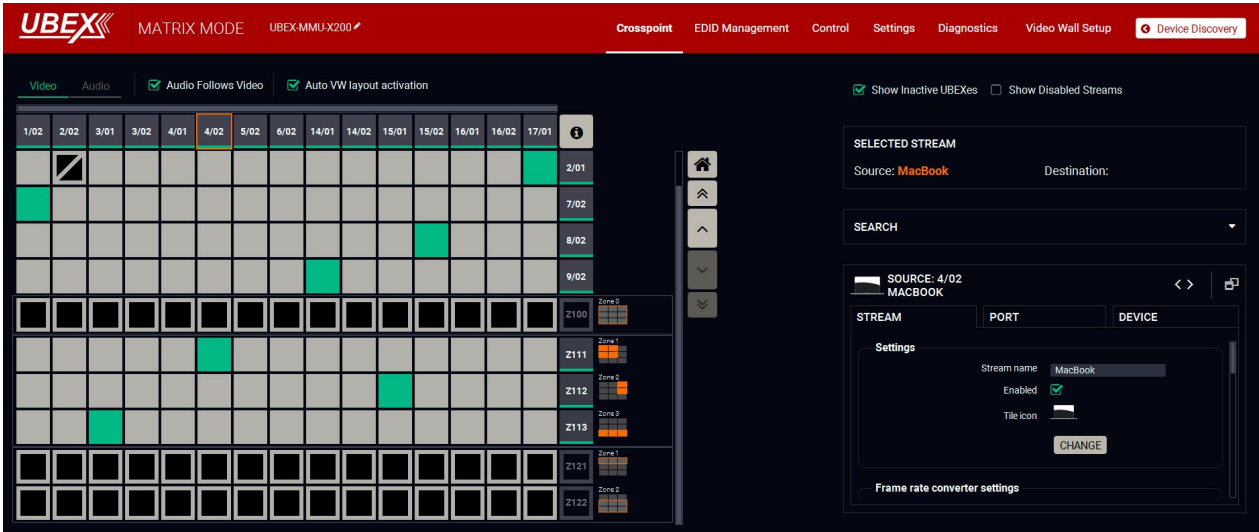 UBEX MATRIX MODE UBEX-MMU-X200 Crosspoint EDID Management Control Settings Diagnostics Video Wall Setup Device Discovery
Video Audio Audio Follows Video Auto VW layout activation
Show Inactive UBEXes Show Disabled Streams
1/02 2/02 3/01 3/02 4/01 4/02 5/02 6/02 14/01 14/02 15/01 15/02 16/01 16/02 17/01
2/01
7/02
8/02
9/02
Z100 Zone 0
Z111 Zone 1
Z112 Zone 2
Z113 Zone 3
Z121 Zone 1
Z122 Zone 2
SELECTED STREAM
Source: MacBook Destination:
SEARCH
SOURCE: 4/02
MACBOOK
STREAM PORT DEVICE
Settings
Stream name MacBook
Enabled
Tile icon
CHANGE
Frame rate converter settings